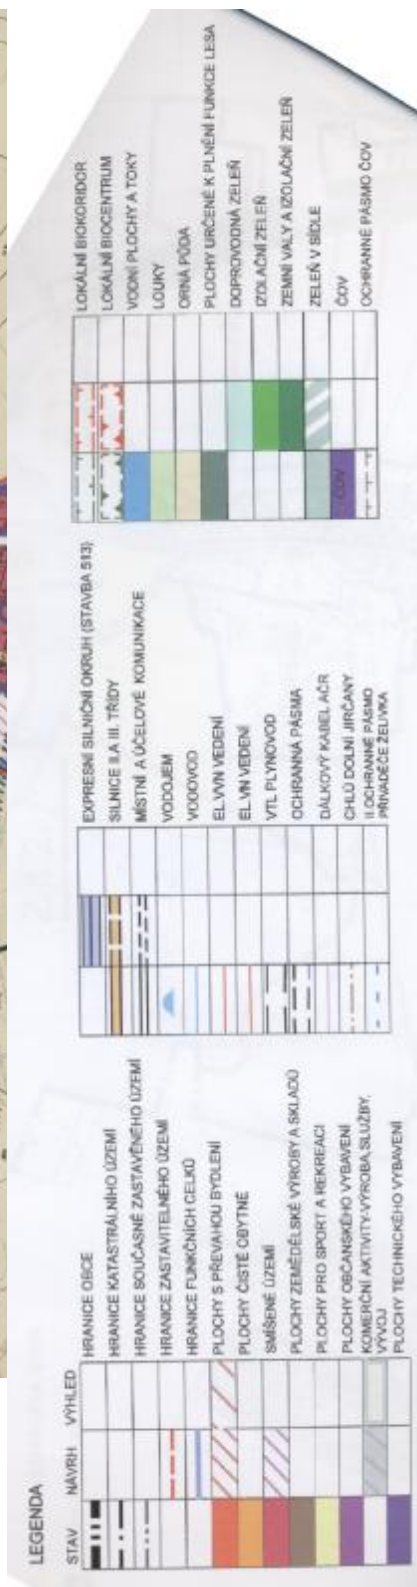 LEGENDA
STAV NÁVRH VÝHLED
HRANICE OBCE
HRANICE KATASTRÁLNÍHO ÚZEMÍ
HRANICE SOUČASNĚ ZASTAVĚNÉHO ÚZEMÍ
HRANICE ZASTAVITELNÉHO ÚZEMÍ
HRANICE FUNKČNÍCH CELKŮ
PLOCHY S PŘEVAHOU BYDLENÍ
PLOCHY ČISTĚ OBYTNÉ
SMÍŠENÉ ÚZEMÍ
PLOCHY ZEMĚDĚLSKÉ VÝROBY A SKLADŮ
PLOCHY PRO SPORT A REKREACI
PLOCHY OBČANSKÉHO VYBAVENÍ
KOMERČNÍ AKTIVITY-VÝROBA,SLUŽBY,
VÝVOJ
PLOCHY TECHNICKÉHO VYBAVENÍ
EXPRESNÍ SILNIČNÍ OKRUH (STAVBA 513)
SILNICE II.A III. TŘÍDY
MÍSTNÍ A ÚČELOVÉ KOMUNIKACE
VODOJEM
VODOVOD
EL.VVN VEDENÍ
EL.VN VEDENÍ
VTL PLYNOVOD
OCHRANNÁ PÁSMA
DÁLKOVÝ KABEL AČR
CHLÚ DOLNÍ JIRČANY
II.OCHRANNÉ PÁSMO
PŘIVADĚČE ŽELIVKA
LOKÁLNÍ BIOKORIDOR
LOKÁLNÍ BIOCENTRUM
VODNÍ PLOCHY A TOKY
LOUKY
ORNÁ PŮDA
PLOCHY URČENÉ K PLNĚNÍ FUNKCE LESA
DOPROVODNÁ ZELEŇ
IZOLAČNÍ ZELEŇ
ZEMNÍ VALY A IZOLAČNÍ ZELEŇ
ZELEŇ V SÍDLE
ČOV
ČOV
OCHRANNÉ PÁSMO ČOV